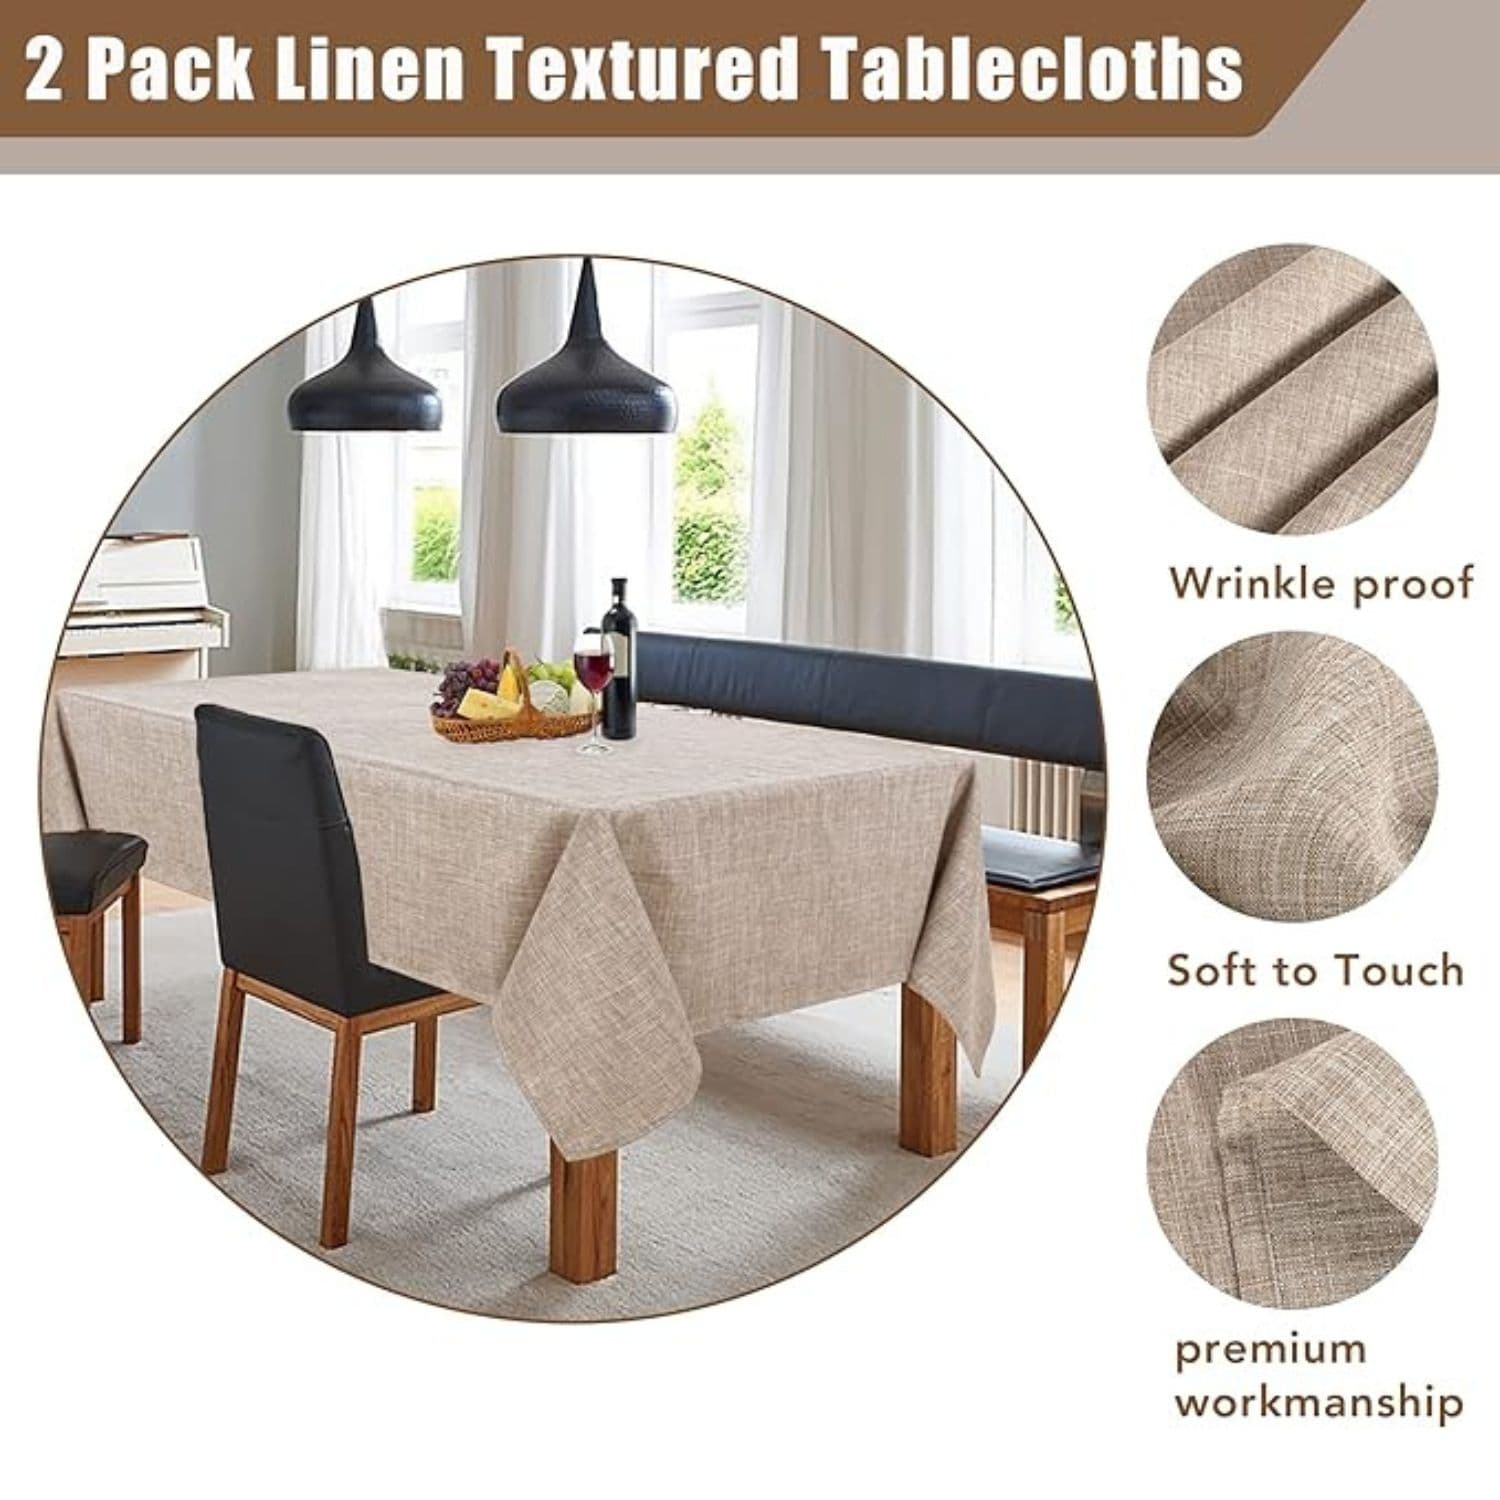 2 Pack Linen Textured Tablecloths
Wrinkle proof
Soft to Touch
premium
workmanship